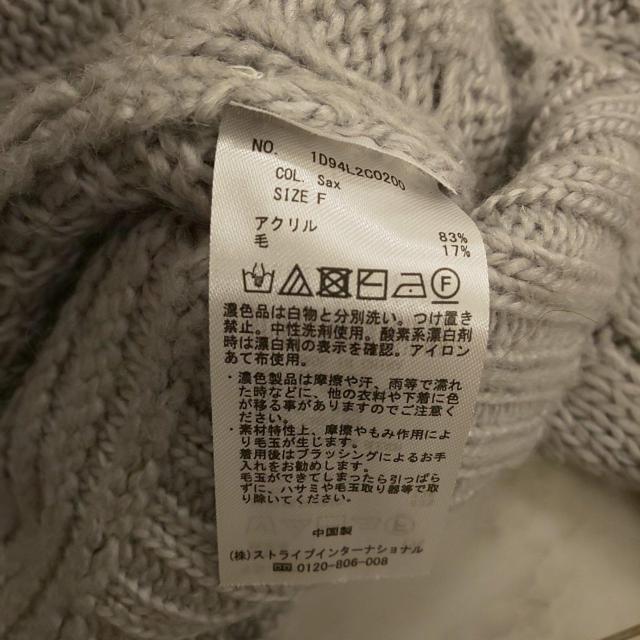 NO. 1D94L2C0200
COL. Sax
SIZE F
アクリル 83%
毛 17%
F
濃色品は白物と分別洗い。つけ置き
禁止。中性洗剤使用。酸素系漂白剤
時は漂白剤の表示を確認。アイロン
あて布使用。
・濃色製品は摩擦や汗、雨等で濡れ
た時などに、他の衣料や下着に色
が移る事がありますのでご注意く
ださい。
・素材特性上、摩擦やもみ作用によ
り毛玉が生じます。
着用後はブラッシングによるお手
入れをお勧めします。
毛玉ができてしまったら引っぱら
ずに、ハサミや毛玉取り器等で取
り除いてください。
中国製
(株)ストライプインターナショナル
0120-806-008